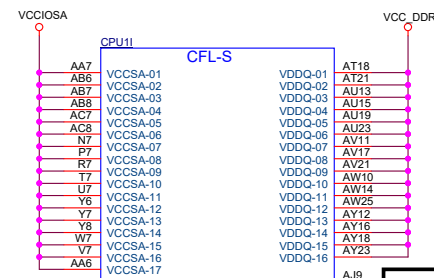 VCCIOSA VCC_DDR
CPU1I
CFL-S
AA7 VCCSA-01 VDDQ-01 AT18
AB6 VCCSA-02 VDDQ-02 AT21
AB7 VCCSA-03 VDDQ-03 AU13
AB8 VCCSA-04 VDDQ-04 AU15
AC7 VCCSA-05 VDDQ-05 AU19
AC8 VCCSA-06 VDDQ-06 AU23
N7 VCCSA-07 VDDQ-07 AV11
P7 VCCSA-08 VDDQ-08 AV17
R7 VCCSA-09 VDDQ-09 AV21
T7 VCCSA-10 VDDQ-10 AW10
U7 VCCSA-11 VDDQ-11 AW14
Y6 VCCSA-12 VDDQ-12 AW25
Y7 VCCSA-13 VDDQ-13 AY12
Y8 VCCSA-14 VDDQ-14 AY16
W7 VCCSA-15 VDDQ-15 AY18
V7 VCCSA-16 VDDQ-16 AY23
AA6 VCCSA-17
AJ9